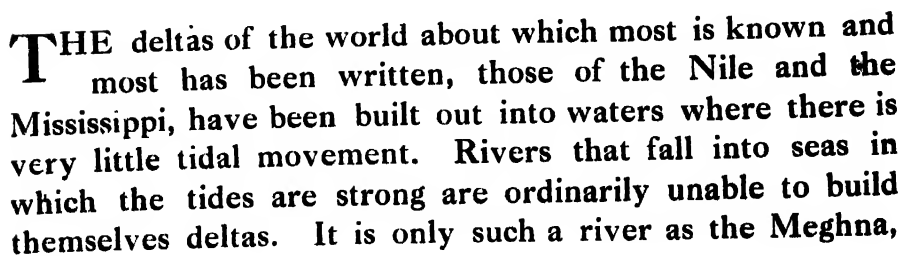 THE deltas of the world about which most is known and
most has been written, those of the Nile and the
Mississippi, have been built out into waters where there is
very little tidal movement. Rivers that fall into seas in
which the tides are strong are ordinarily unable to build
themselves deltas. It is only such a river as the Meghna,